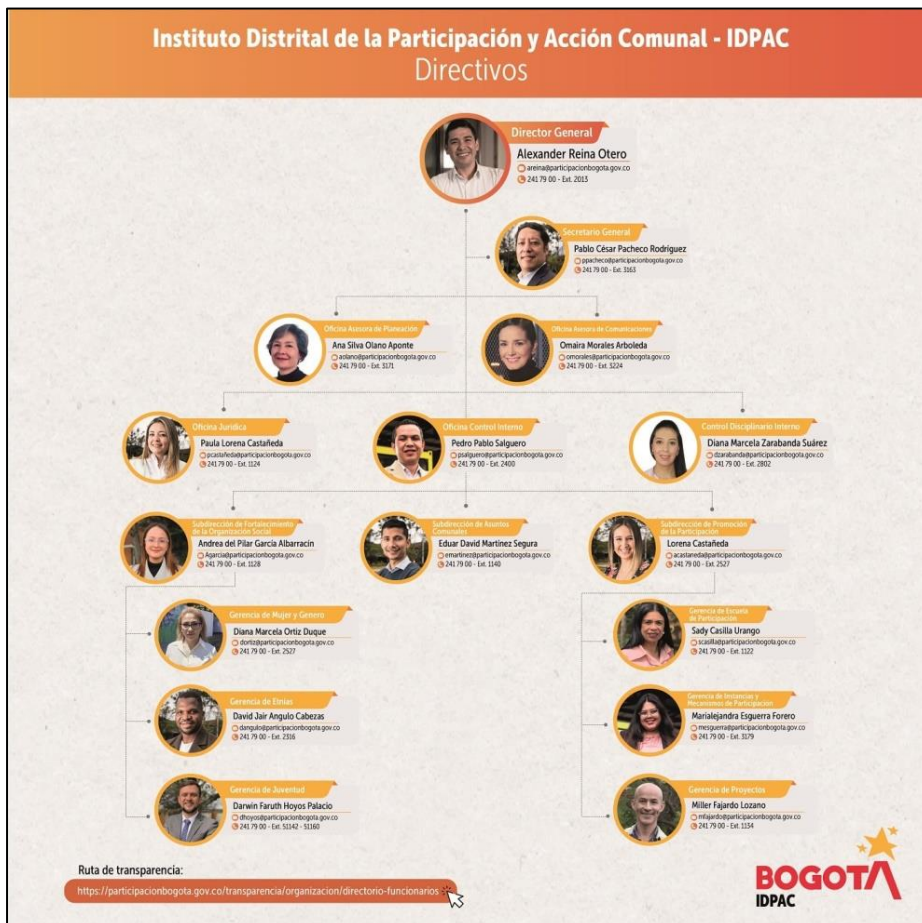 Instituto Distrital de la Participación y Acción Comunal - IDPAC
Directivos
Director General
Alexander Reina Otero
areina@participacionbogota.gov.co
241 79 00 - Ext. 2013
Secretario General
Pablo César Pacheco Rodríguez
ppacheco@participacionbogota.gov.co
241 79 00 - Ext. 3163
Oficina Asesora de Planeación
Ana Silva Olano Aponte
aolano@participacionbogota.gov.co
241 79 00 - Ext. 3171
Oficina Asesora de Comunicaciones
Omaira Morales Arboleda
omorales@participacionbogota.gov.co
241 79 00 - Ext. 3224
Oficina Jurídica
Paula Lorena Castañeda
pcastañeda@participacionbogota.gov.co
241 79 00 - Ext. 1124
Oficina Control Interno
Pedro Pablo Salguero
psalguero@participacionbogota.gov.co
241 79 00 - Ext. 2400
Control Disciplinario Interno
Diana Marcela Zarabanda Suárez
dzarabanda@participacionbogota.gov.co
241 79 00 - Ext. 2802
Subdirección de Fortalecimiento
de la Organización Social
Andrea del Pilar García Albarracín
Agarcia@participacionbogota.gov.co
241 79 00 - Ext. 1128
Subdirección de Asuntos
Comunales
Eduar David Martínez Segura
emartinez@participacionbogota.gov.co
241 79 00 - Ext. 1140
Subdirección de Promoción
de la Participación
Lorena Castañeda
acastaneda@participacionbogota.gov.co
241 79 00 - Ext. 2527
Gerencia de Mujer y Genero
Diana Marcela Ortiz Duque
dortiz@participacionbogota.gov.co
241 79 00 - Ext. 2527
Gerencia de Escuela
de Participación
Sady Casilla Urango
scasilla@participacionbogota.gov.co
241 79 00 - Ext. 1122
Gerencia de Etnias
David Jair Angulo Cabezas
dangulo@participacionbogota.gov.co
241 79 00 - Ext. 2316
Gerencia de Instancias y
Mecanismos de Participación
Marialejandra Esguerra Forero
mesguerra@participacionbogota.gov.co
241 79 00 - Ext. 3179
Gerencia de Juventud
Darwin Faruth Hoyos Palacio
dhoyos@participacionbogota.gov.co
241 79 00 - Ext. 51142 - 51160
Gerencia de Proyectos
Miller Fajardo Lozano
mfajardo@participacionbogota.gov.co
241 79 00 - Ext. 1154
Ruta de transparencia:
https://participacionbogota.gov.co/transparencia/organizacion/directorio-funcionarios
BOGOTÁ
IDPAC